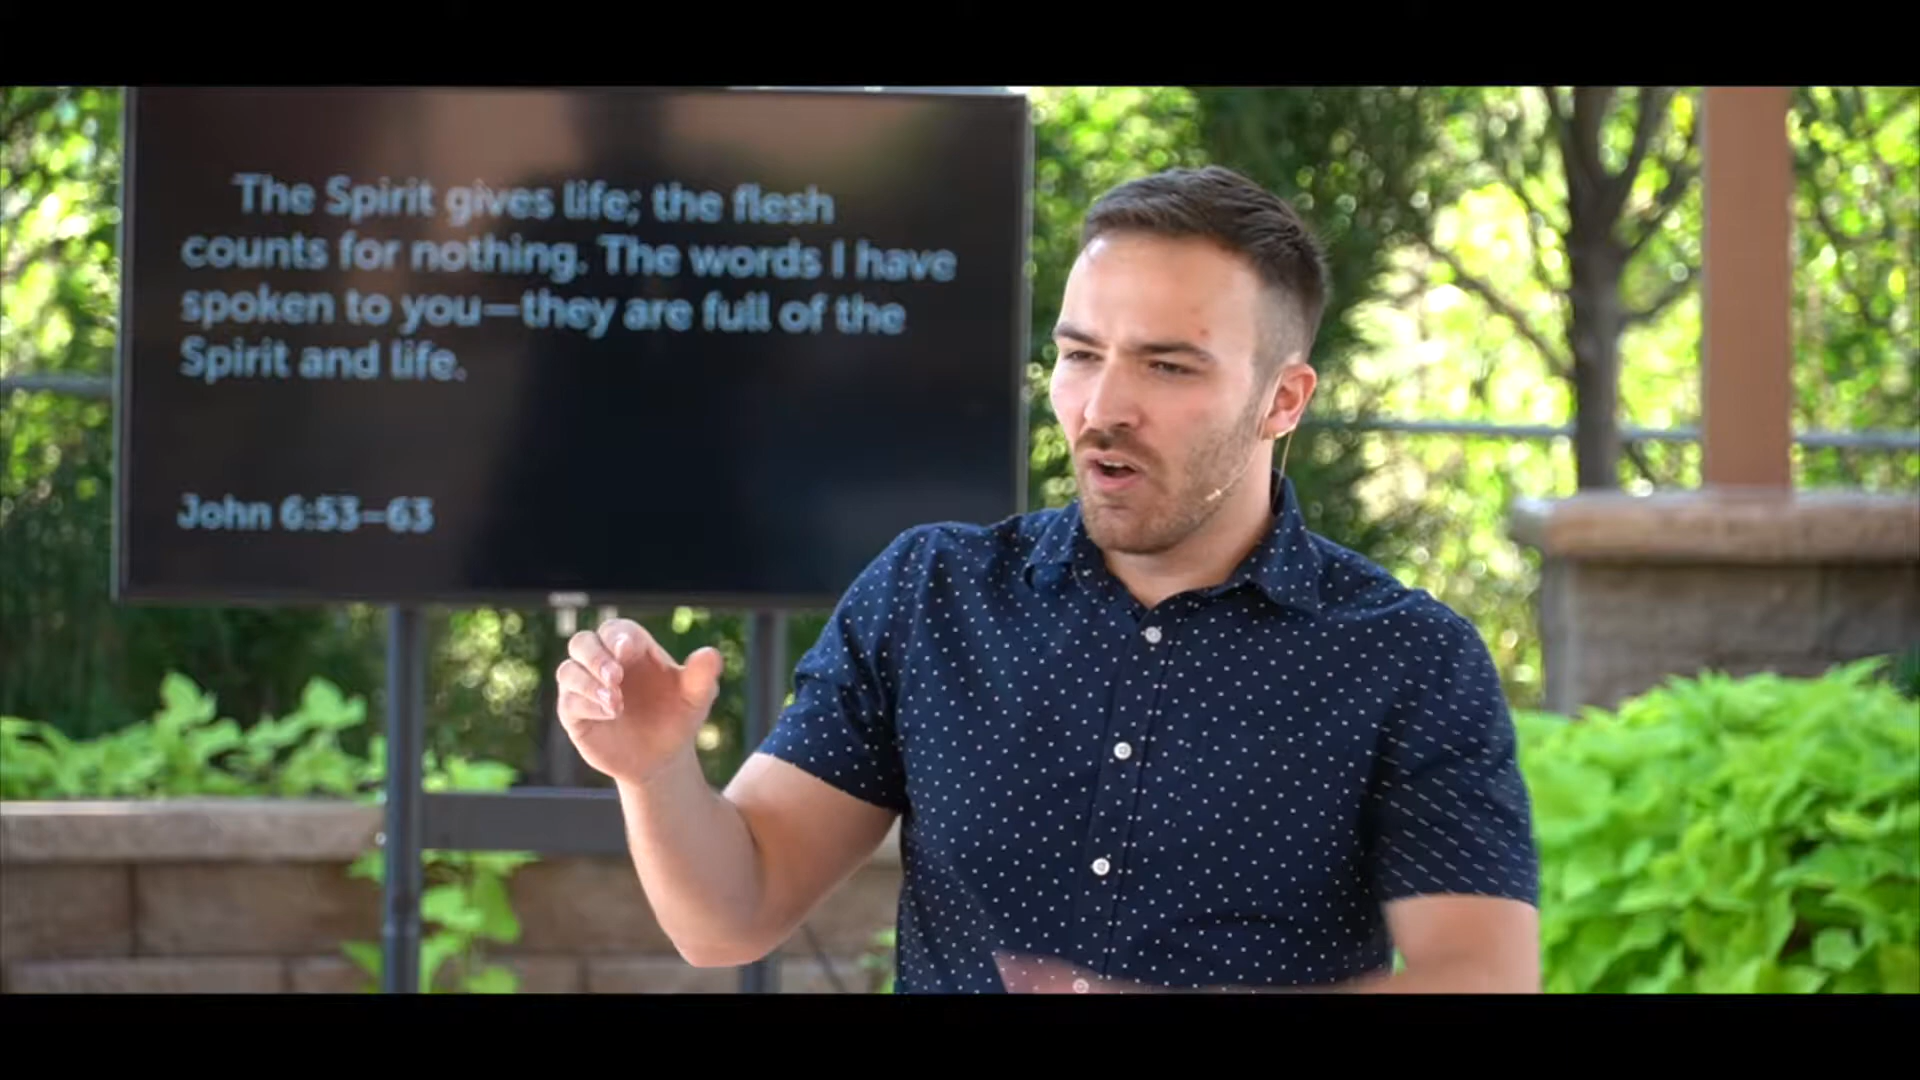 The Spirit gives life; the flesh
counts for nothing. The words I have
spoken to you—they are full of the
Spirit and life.
John 6:53–63